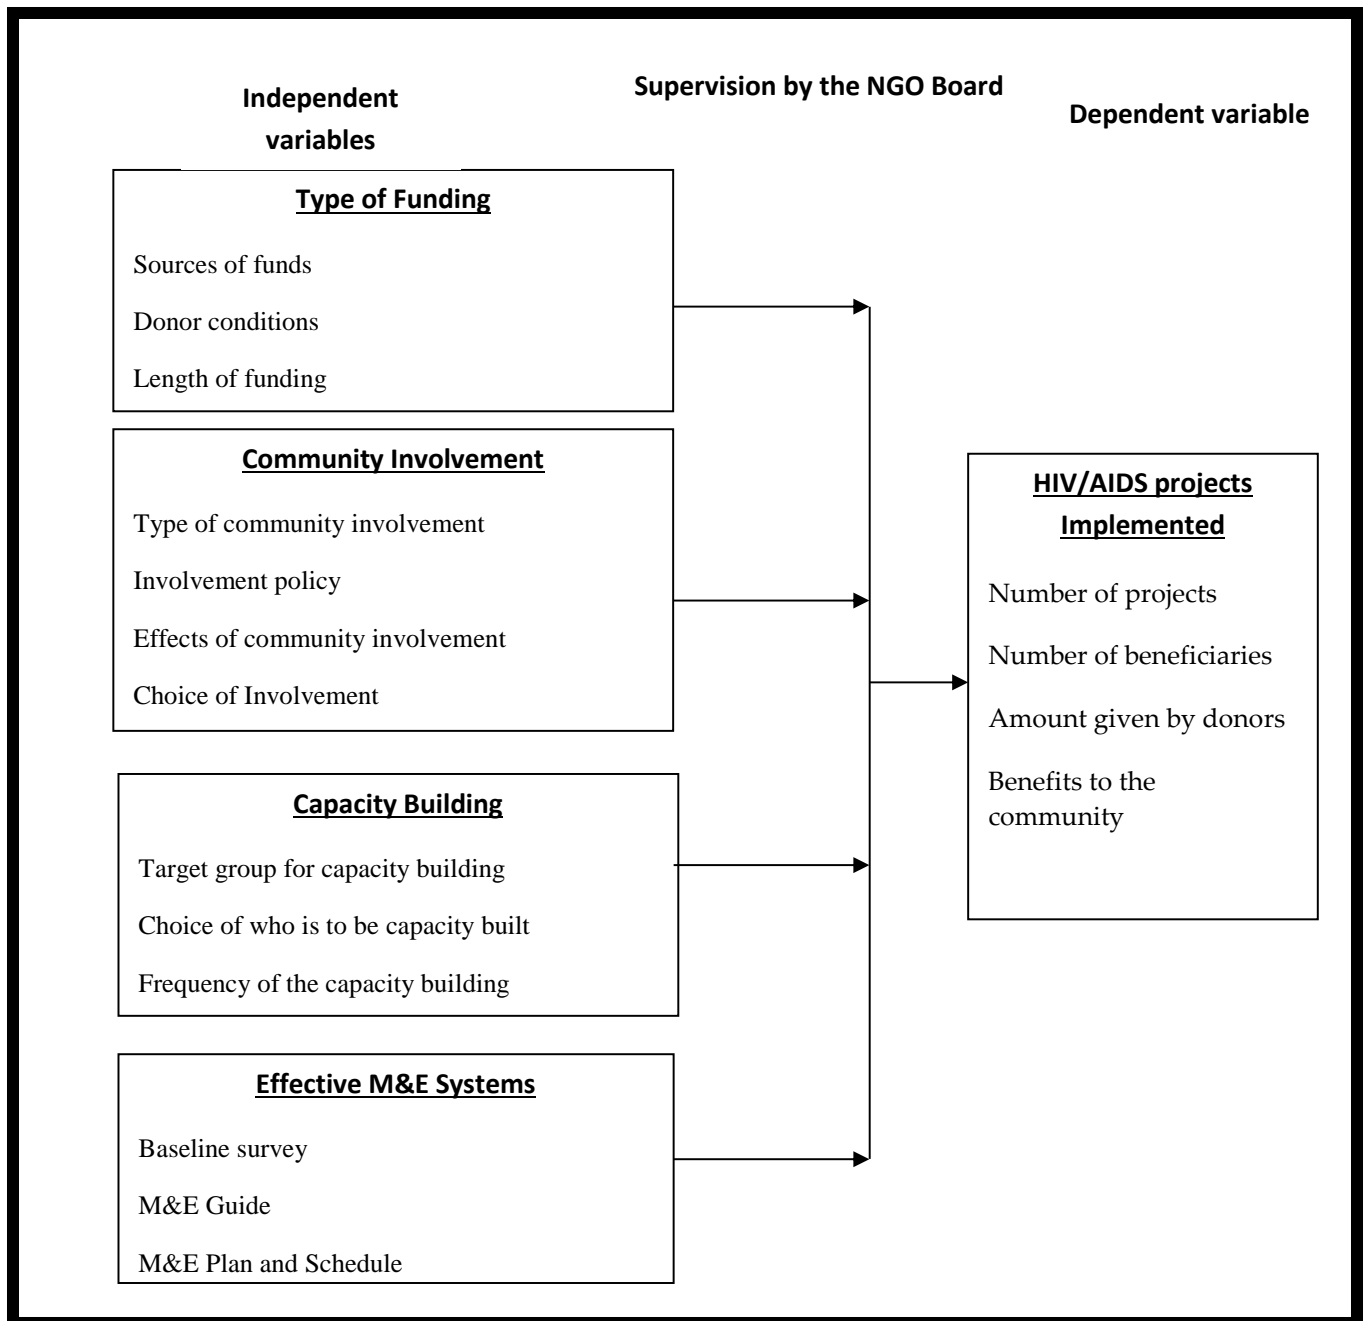 Independent
variables
Supervision by the NGO Board
Dependent variable
Type of Funding
Sources of funds
Donor conditions
Length of funding
Community Involvement
Type of community involvement
Involvement policy
Effects of community involvement
Choice of Involvement
Capacity Building
Target group for capacity building
Choice of who is to be capacity built
Frequency of the capacity building
Effective M&E Systems
Baseline survey
M&E Guide
M&E Plan and Schedule
HIV/AIDS projects
Implemented
Number of projects
Number of beneficiaries
Amount given by donors
Benefits to the
community